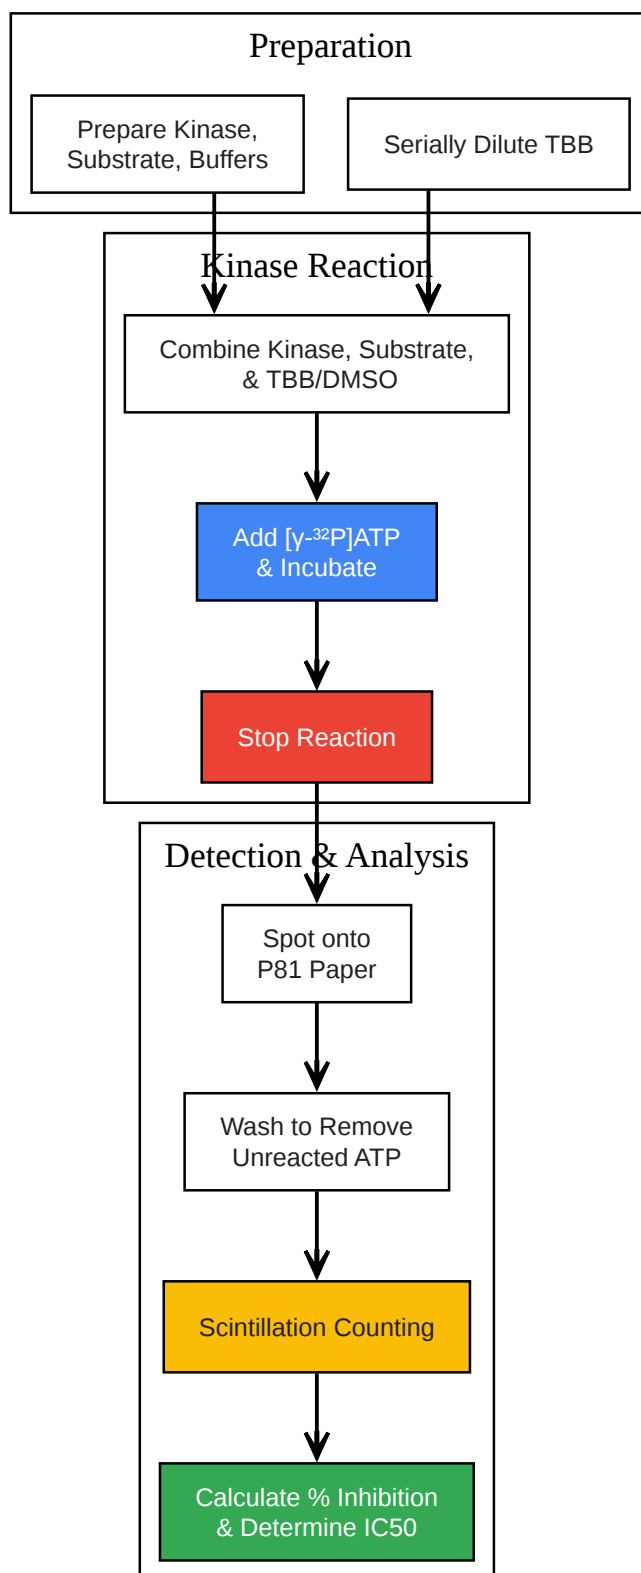 Preparation
Prepare Kinase,
Substrate, Buffers
Serially Dilute TBB
Kinase Reaction
Combine Kinase, Substrate,
& TBB/DMSO
Add [γ-³²P]ATP
& Incubate
Stop Reaction
Detection & Analysis
Spot onto
P81 Paper
Wash to Remove
Unreacted ATP
Scintillation Counting
Calculate % Inhibition
& Determine IC50